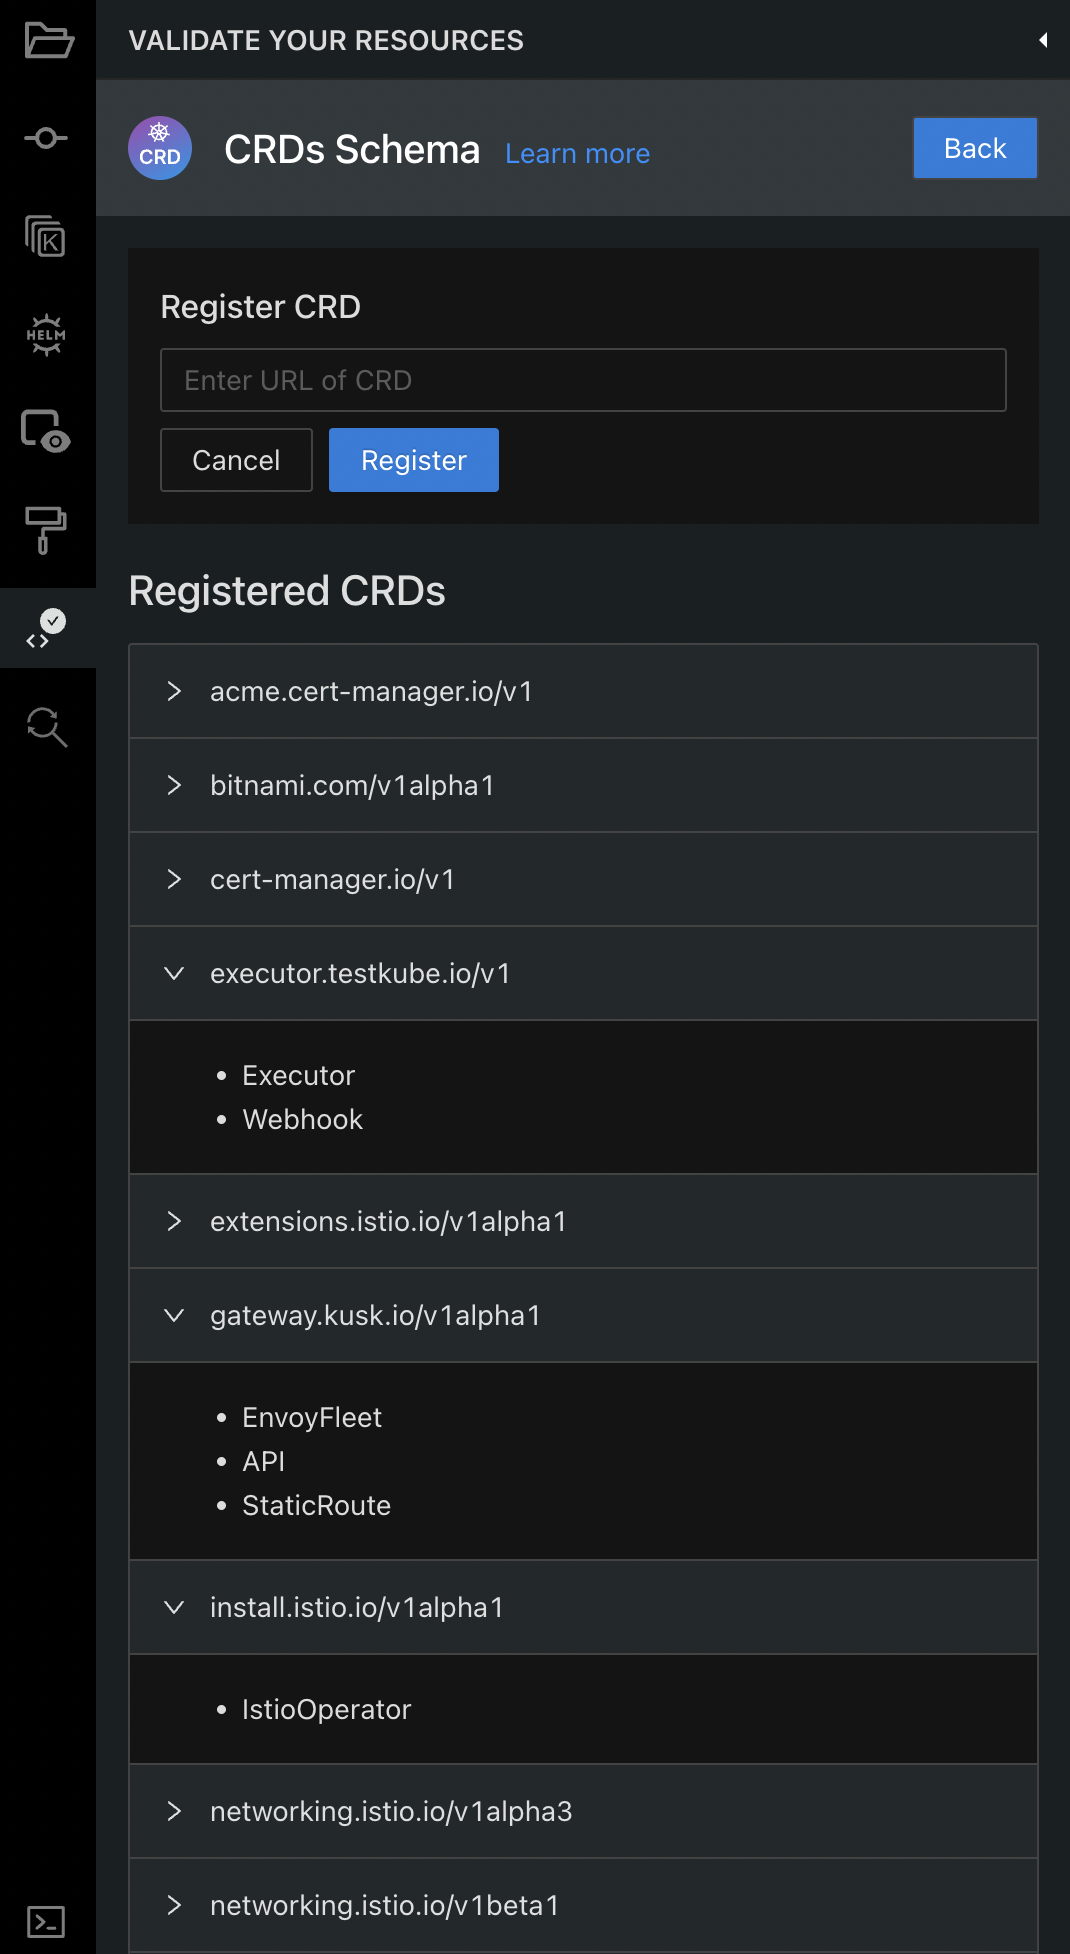 VALIDATE YOUR RESOURCES
CRD
CRDs Schema Learn more Back
Register CRD
Enter URL of CRD
Cancel Register
K
HELM
Registered CRDs
acme.cert-manager.io/v1
bitnami.com/v1alpha1
cert-manager.io/v1
executor.testkube.io/v1
• Executor
• Webhook
extensions.istio.io/v1alpha1
gateway.kusk.io/v1alpha1
• EnvoyFleet
• API
• StaticRoute
install.istio.io/v1alpha1
• IstioOperator
networking.istio.io/v1alpha3
networking.istio.io/v1beta1